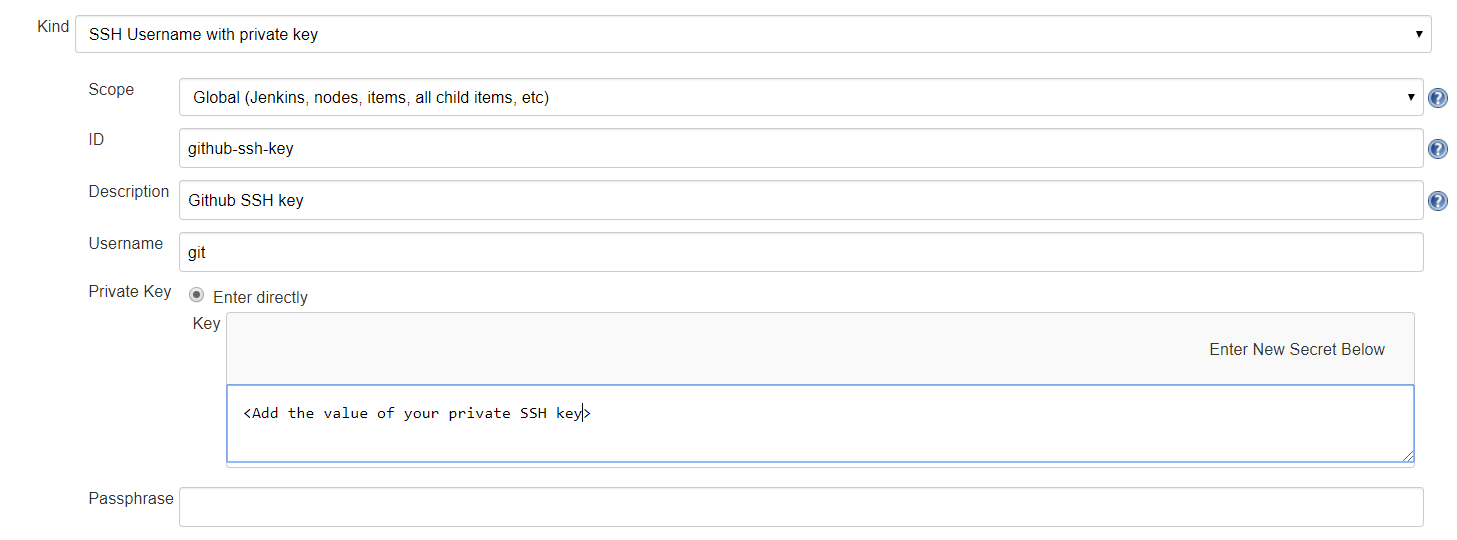 Kind SSH Username with private key
Scope Global (Jenkins, nodes, items, all child items, etc)
ID github-ssh-key
Description Github SSH key
Username git
Private Key Enter directly
Key
Enter New Secret Below
<Add the value of your private SSH key>
Passphrase